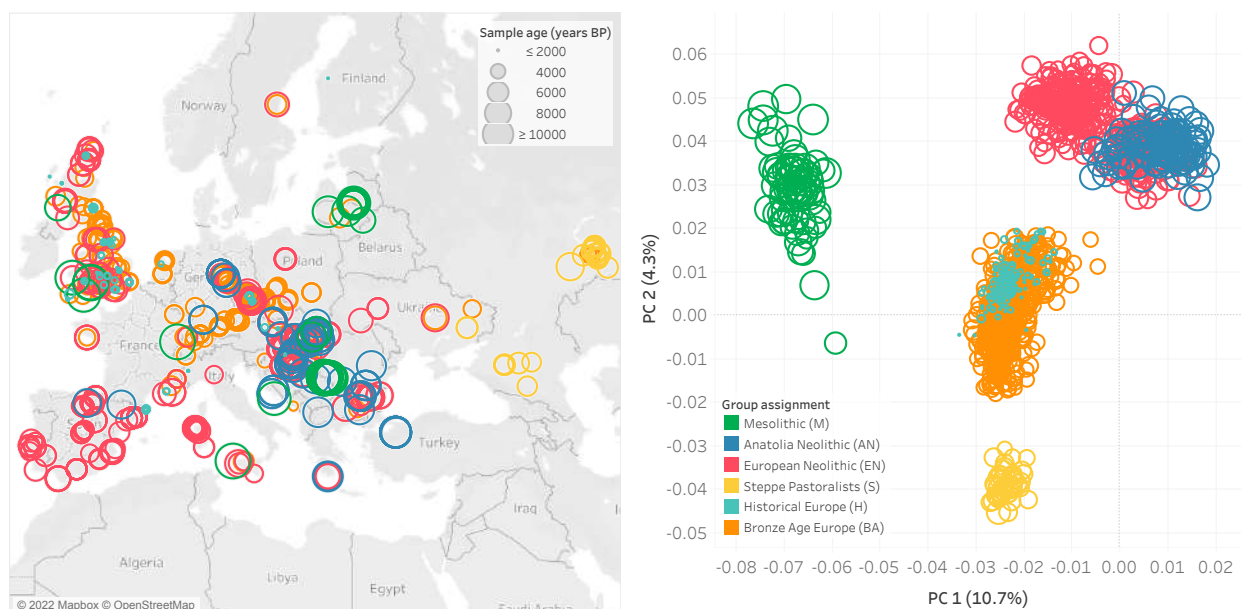 Sample age (years BP)
≤ 2000
4000
6000
8000
≥ 10000
Finland
Norway
Belarus
Poland
Ger
Ukraine
France
Italy
Turkey
Iraq
Algeria
Libya
Egypt
Saudi Arabia
© 2022 Mapbox © OpenStreetMap
PC 2 (4.3%)
0.06
0.05
0.04
0.03
0.02
0.01
0.00
-0.01
-0.02
-0.03
-0.04
-0.05
Group assignment
Mesolithic (M)
Anatolia Neolithic (AN)
European Neolithic (EN)
Steppe Pastoralists (S)
Historical Europe (H)
Bronze Age Europe (BA)
-0.08 -0.07 -0.06 -0.05 -0.04 -0.03 -0.02 -0.01 0.00 0.01 0.02
PC 1 (10.7%)